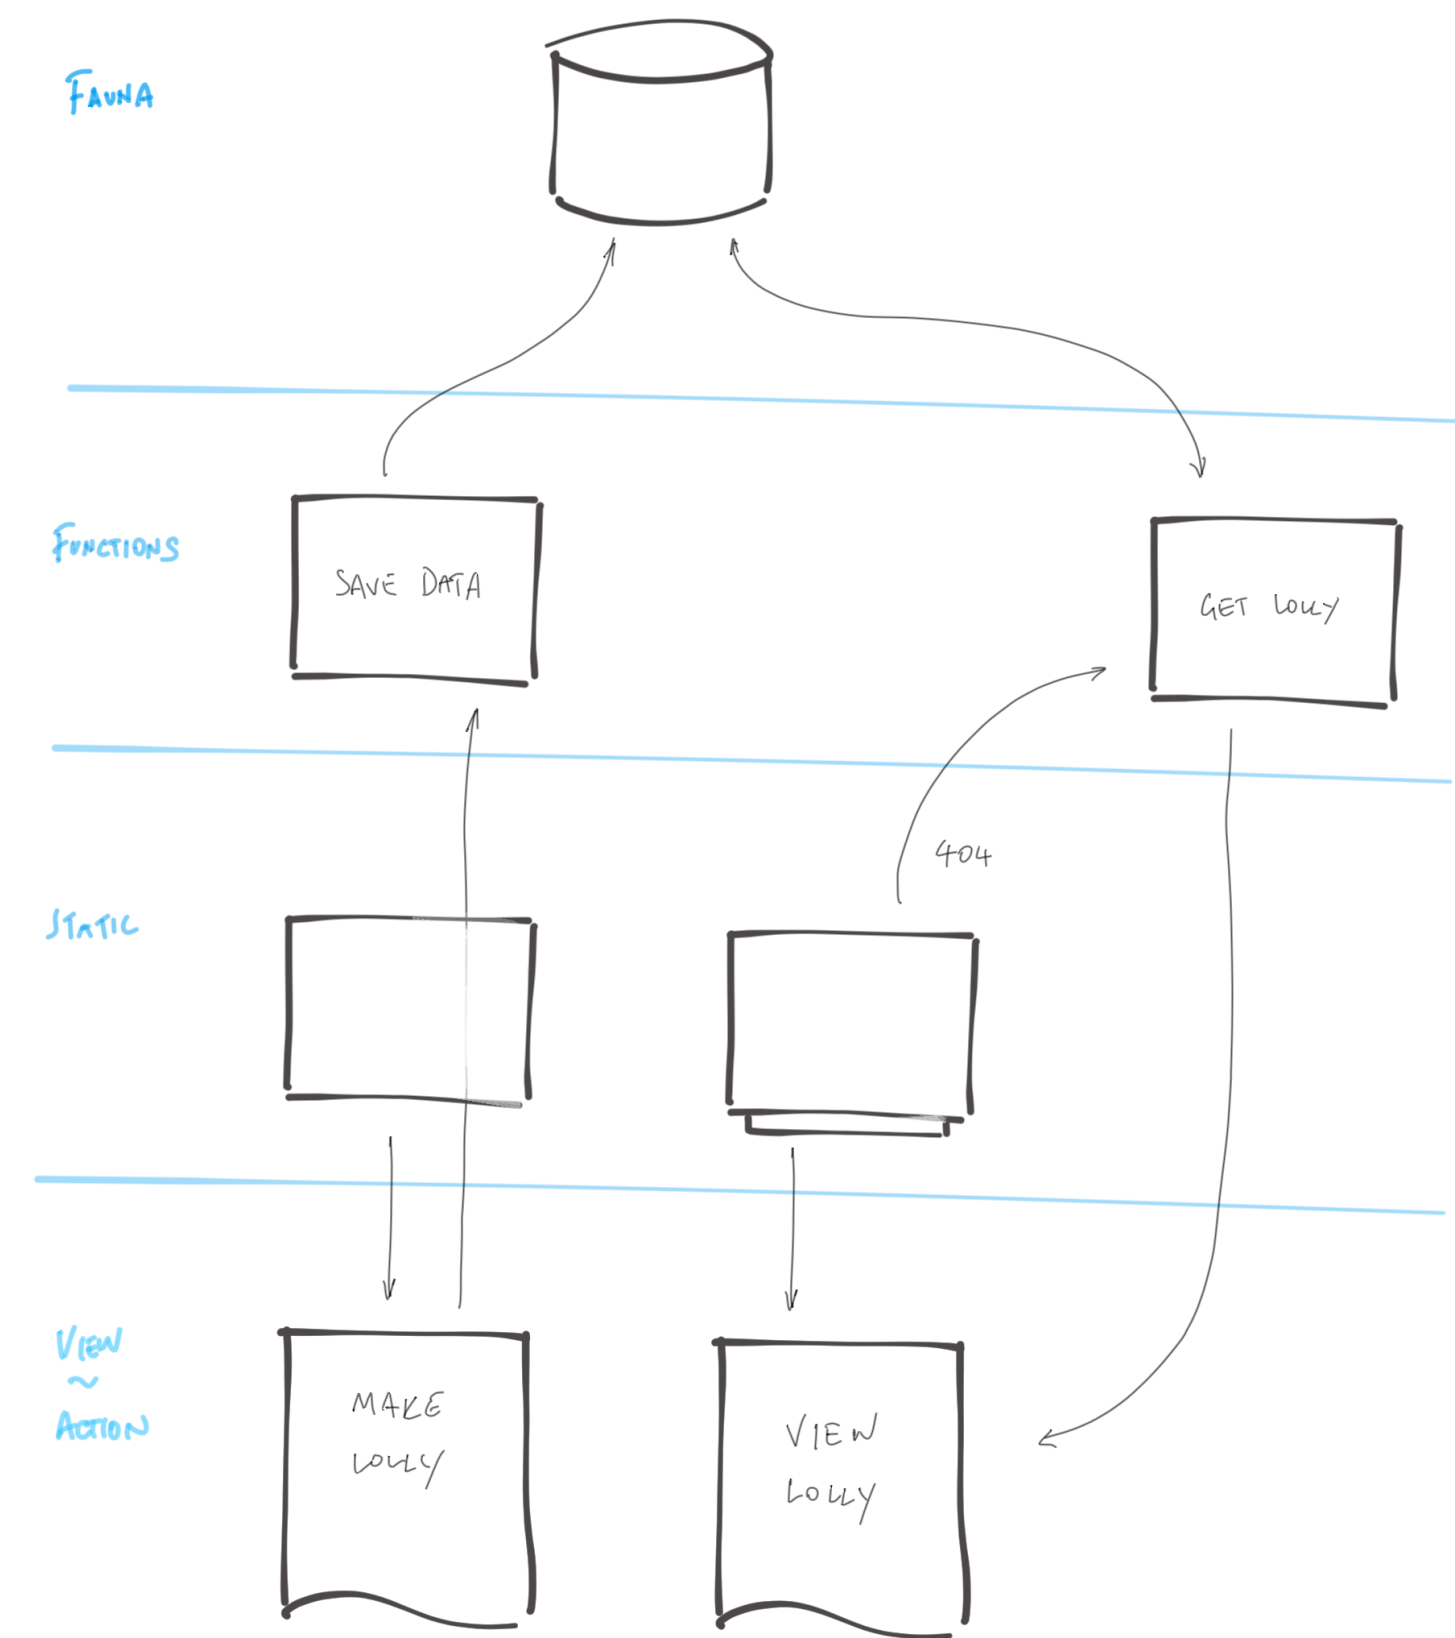 FAUNA
FUNCTIONS
SAVE DATA
GET LOLLY
404
STATIC
VIEW
~
ACTION
MAKE
LOLLY
VIEW
LOLLY